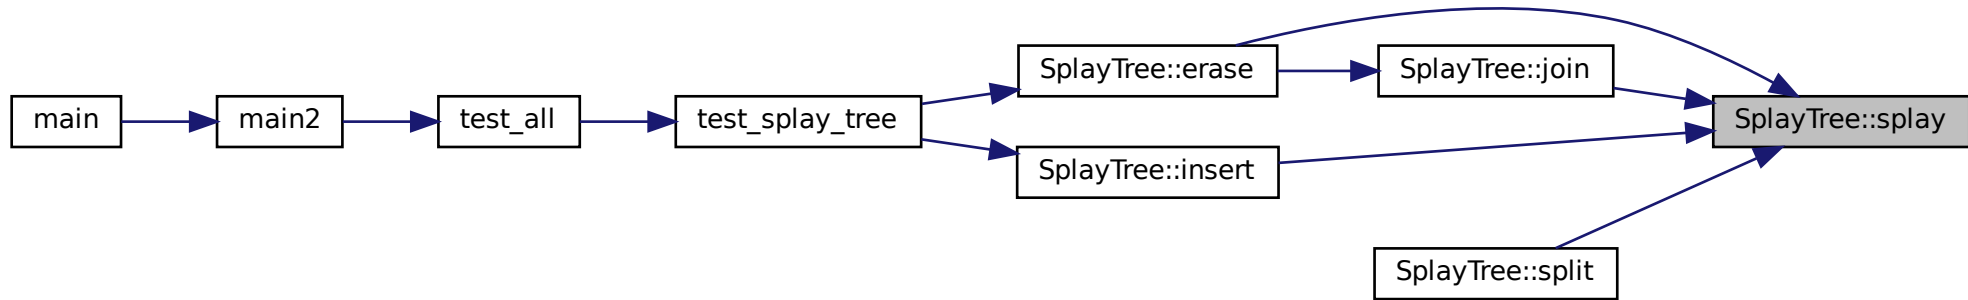 main
main2
test_all
test_splay_tree
SplayTree::erase
SplayTree::insert
SplayTree::join
SplayTree::split
SplayTree::splay